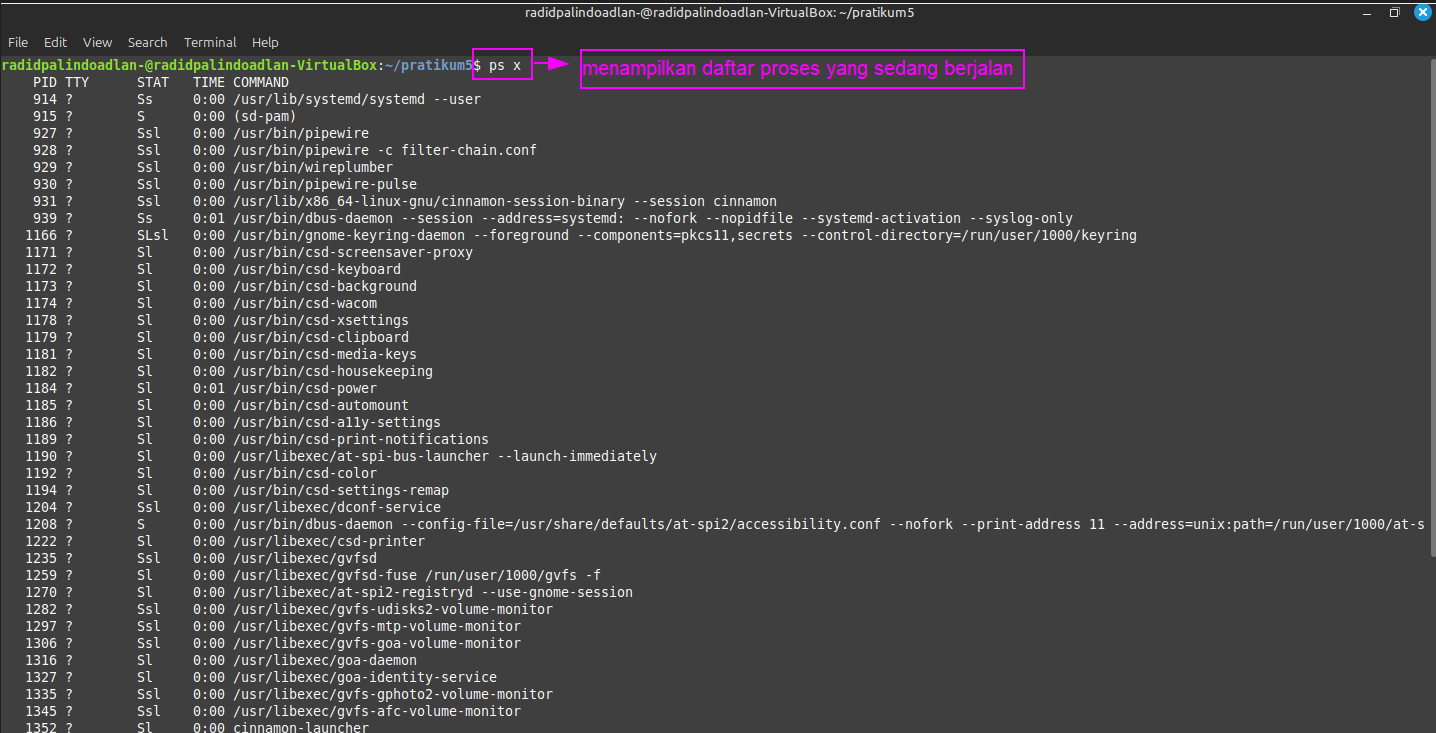 radidpalindoadlan-@radidpalindoadlan-VirtualBox: ~/pratikum5
File Edit View Search Terminal Help
radidpalindoadlan-@radidpalindoadlan-VirtualBox:~/pratikum5$ ps x
menampilkan daftar proses yang sedang berjalan
PID TTY STAT TIME COMMAND
914 ? Ss 0:00 /usr/lib/systemd/systemd --user
915 ? S 0:00 (sd-pam)
927 ? Ssl 0:00 /usr/bin/pipewire
928 ? Ssl 0:00 /usr/bin/pipewire -c filter-chain.conf
929 ? Ssl 0:00 /usr/bin/wireplumber
930 ? Ssl 0:00 /usr/bin/pipewire-pulse
931 ? Ssl 0:00 /usr/lib/x86_64-linux-gnu/cinnamon-session-binary --session cinnamon
939 ? Ss 0:01 /usr/bin/dbus-daemon --session --address=systemd: --nofork --nopidfile --systemd-activation --syslog-only
1166 ? SLsl 0:00 /usr/bin/gnome-keyring-daemon --foreground --components=pkcs11,secrets --control-directory=/run/user/1000/keyring
1171 ? Sl 0:00 /usr/bin/csd-screensaver-proxy
1172 ? Sl 0:00 /usr/bin/csd-keyboard
1173 ? Sl 0:00 /usr/bin/csd-background
1174 ? Sl 0:00 /usr/bin/csd-wacom
1178 ? Sl 0:00 /usr/bin/csd-xsettings
1179 ? Sl 0:00 /usr/bin/csd-clipboard
1181 ? Sl 0:00 /usr/bin/csd-media-keys
1182 ? Sl 0:00 /usr/bin/csd-housekeeping
1184 ? Sl 0:01 /usr/bin/csd-power
1185 ? Sl 0:00 /usr/bin/csd-automount
1186 ? Sl 0:00 /usr/bin/csd-a11y-settings
1189 ? Sl 0:00 /usr/bin/csd-print-notifications
1190 ? Sl 0:00 /usr/libexec/at-spi-bus-launcher --launch-immediately
1192 ? Sl 0:00 /usr/bin/csd-color
1194 ? Sl 0:00 /usr/bin/csd-settings-remap
1204 ? Ssl 0:00 /usr/libexec/dconf-service
1208 ? S 0:00 /usr/bin/dbus-daemon --config-file=/usr/share/defaults/at-spi2/accessibility.conf --nofork --print-address 11 --address=unix:path=/run/user/1000/at-s
1222 ? Sl 0:00 /usr/libexec/csd-printer
1235 ? Ssl 0:00 /usr/libexec/gvfsd
1259 ? Sl 0:00 /usr/libexec/gvfsd-fuse /run/user/1000/gvfs -f
1270 ? Sl 0:00 /usr/libexec/at-spi2-registryd --use-gnome-session
1282 ? Ssl 0:00 /usr/libexec/gvfs-udisks2-volume-monitor
1297 ? Ssl 0:00 /usr/libexec/gvfs-mtp-volume-monitor
1306 ? Ssl 0:00 /usr/libexec/gvfs-goa-volume-monitor
1316 ? Sl 0:00 /usr/libexec/goa-daemon
1327 ? Sl 0:00 /usr/libexec/goa-identity-service
1335 ? Ssl 0:00 /usr/libexec/gvfs-gphoto2-volume-monitor
1345 ? Ssl 0:00 /usr/libexec/gvfs-afc-volume-monitor
1352 ? Sl 0:00 cinnamon-launcher